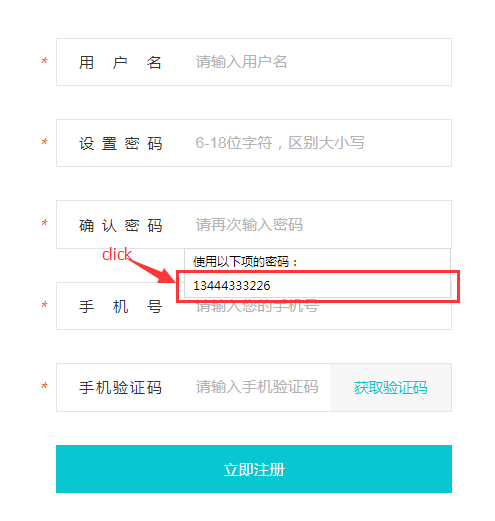 * 用 户 名 请输入用户名
* 设 置 密 码 6-18位字符，区别大小写
* 确 认 密 码 请再次输入密码
click
使用以下项的密码：
13444333226
* 手 机 号 请输入您的手机号
* 手机验证码 请输入手机验证码 获取验证码
立即注册